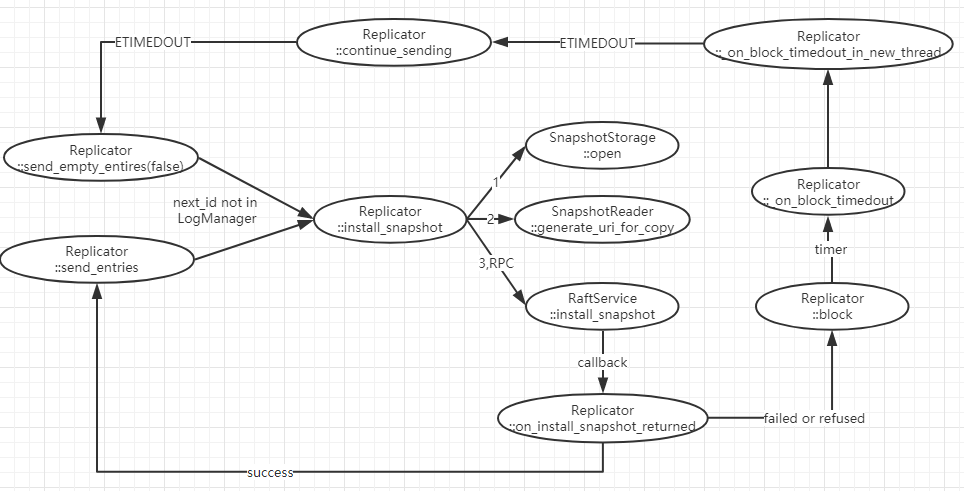 Replicator
::continue_sending
ETIMEDOUT
ETIMEDOUT
Replicator
::_on_block_timedout_in_new_thread
Replicator
::send_empty_entires(false)
SnapshotStorage
::open
next_id not in
LogManager
1
Replicator
::install_snapshot
2
SnapshotReader
::generate_uri_for_copy
Replicator
::_on_block_timedout
Replicator
::send_entries
3,RPC
timer
RaftService
::install_snapshot
Replicator
::block
callback
Replicator
::on_install_snapshot_returned
failed or refused
success